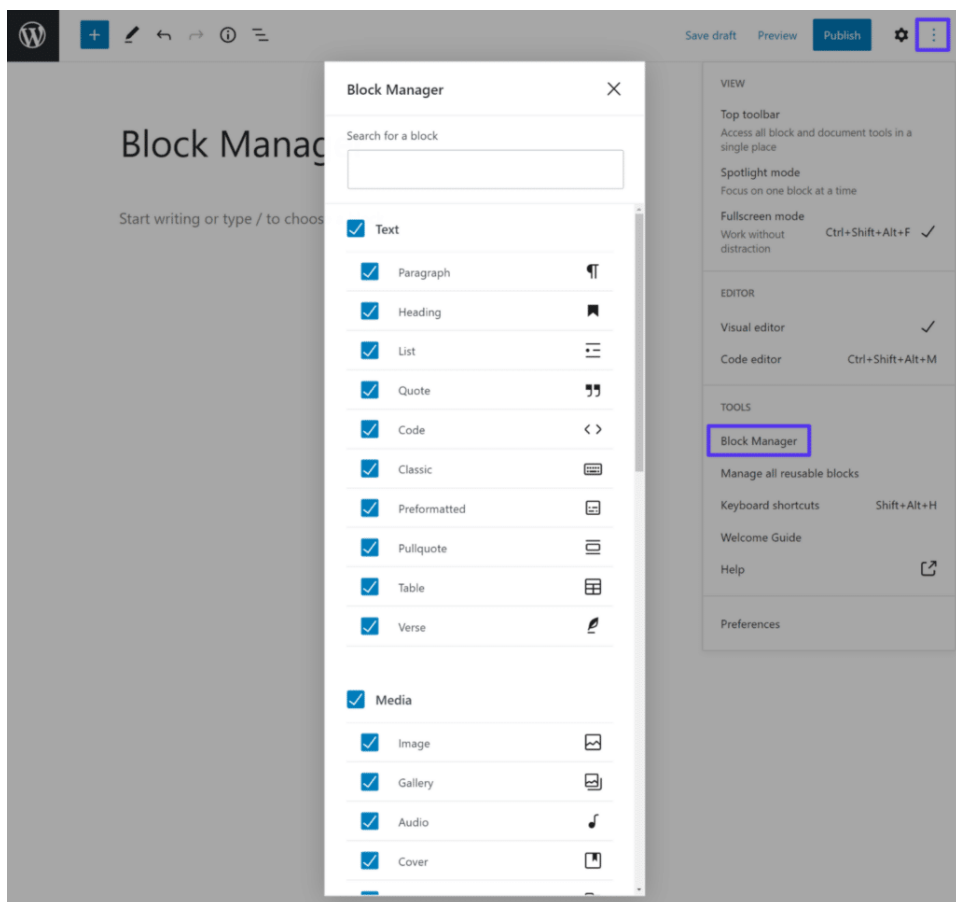 Save draft Preview Publish
Block Manag
Start writing or type / to choos
Block Manager
Search for a block
Text
Paragraph
Heading
List
Quote
Code
Classic
Preformatted
Pullquote
Table
Verse
Media
Image
Gallery
Audio
Cover
VIEW
Top toolbar
Access all block and document tools in a
single place
Spotlight mode
Focus on one block at a time
Fullscreen mode
Work without Ctrl+Shift+Alt+F
distraction
EDITOR
Visual editor
Code editor Ctrl+Shift+Alt+M
TOOLS
Block Manager
Manage all reusable blocks
Keyboard shortcuts Shift+Alt+H
Welcome Guide
Help
Preferences